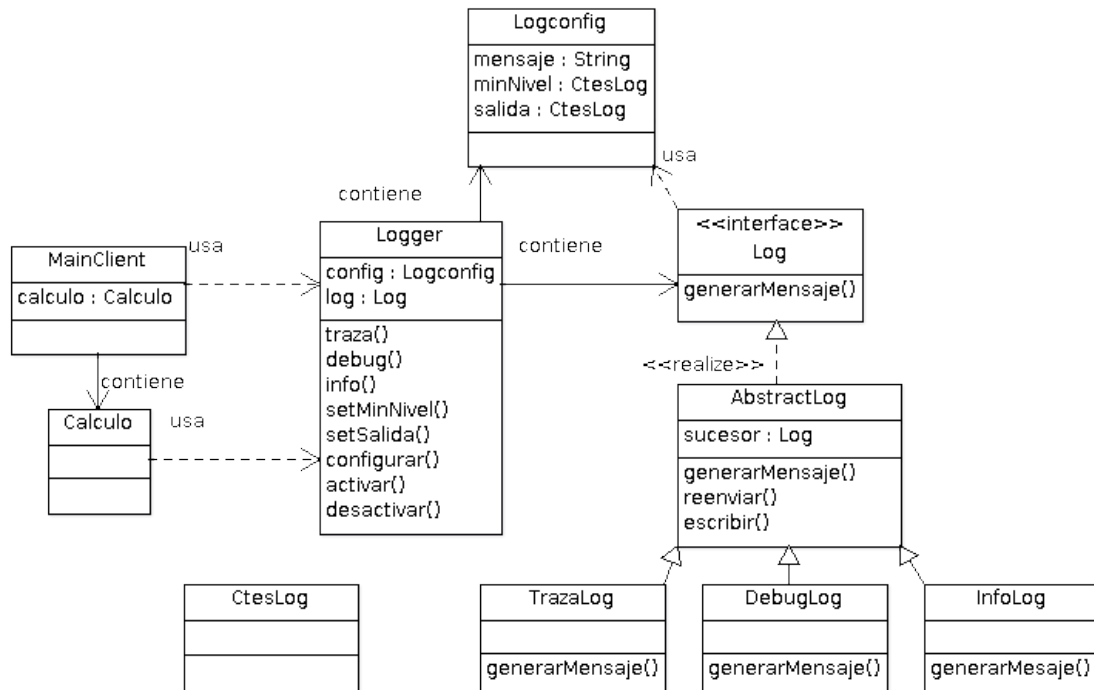 Logconfig
mensaje : String
minNivel : CtesLog
salida : CtesLog
usa
contiene
<<interface>>
Log
generarMensaje()
usa
Logger
contiene
config : Logconfig
log : Log
traza()
debug()
info()
setMinNivel()
setSalida()
configurar()
activar()
desactivar()
MainClient
calculo : Calculo
contiene
Calculo
usa
<<realize>>
AbstractLog
sucesor : Log
generarMensaje()
reenviar()
escribir()
CtesLog
TrazaLog
generarMensaje()
DebugLog
generarMensaje()
InfoLog
generarMesaje()